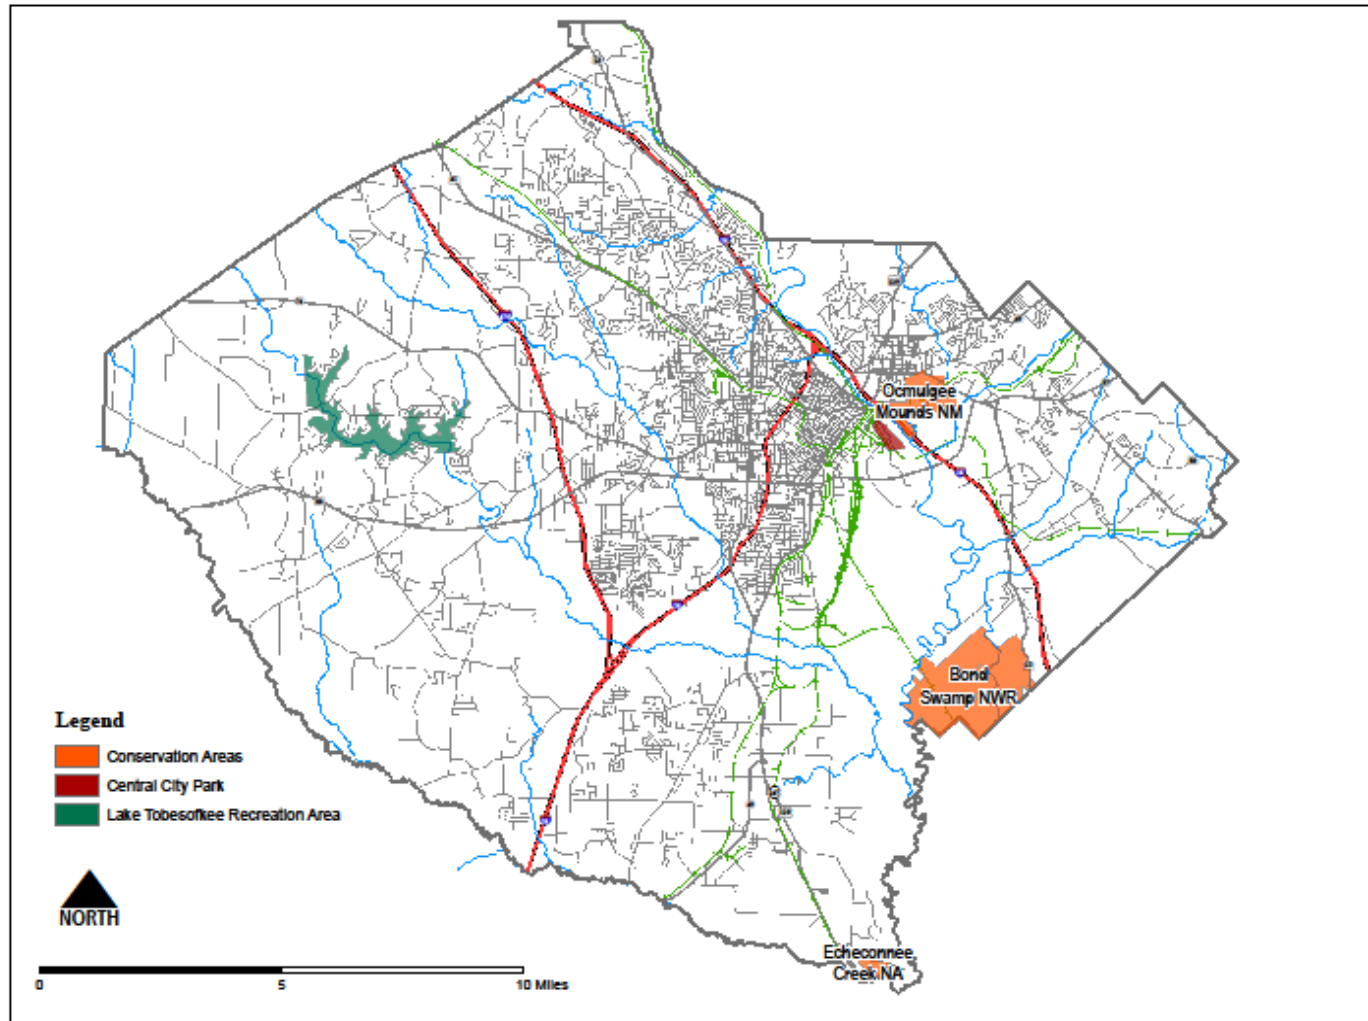 Ocmulgee
Mounds NM
Bond
Swamp NWR
Legend
Conservation Areas
Central City Park
Lake Tobesofkee Recreation Area
NORTH
Echeconnee
Creek NA
0 5 10 Miles